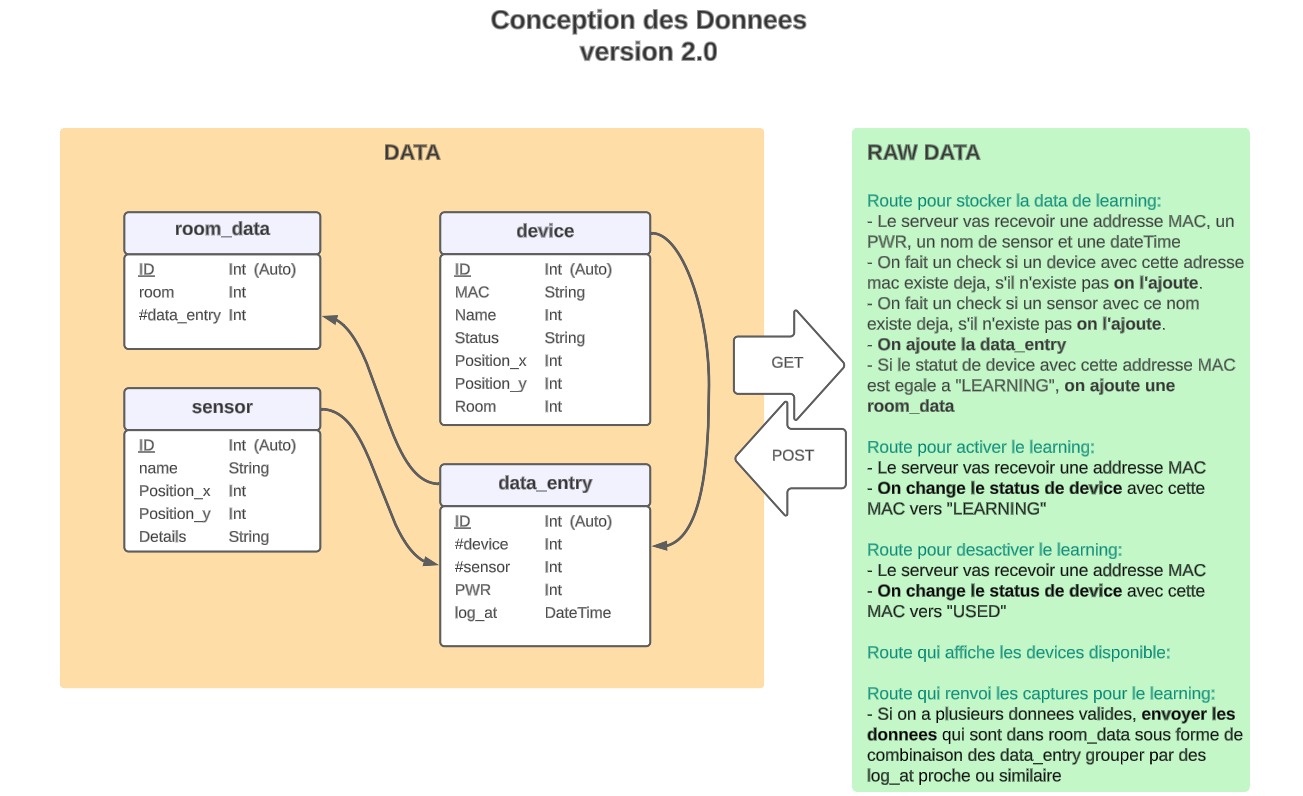 Conception des Donnees
version 2.0
DATA
room_data
ID Int (Auto)
room Int
#data_entry Int
sensor
ID Int (Auto)
name String
Position_x Int
Position_y Int
Details String
device
ID Int (Auto)
MAC String
Name Int
Status String
Position_x Int
Position_y Int
Room Int
data_entry
ID Int (Auto)
#device Int
#sensor Int
PWR Int
log_at DateTime
GET
POST
RAW DATA
Route pour stocker la data de learning:
- Le serveur vas recevoir une addresse MAC, un
PWR, un nom de sensor et une dateTime
- On fait un check si un device avec cette adresse
mac existe deja, s'il n'existe pas on l'ajoute.
- On fait un check si un sensor avec ce nom
existe deja, s'il n'existe pas on l'ajoute.
- On ajoute la data_entry
- Si le statut de device avec cette addresse MAC
est egale a "LEARNING", on ajoute une
room_data
Route pour activer le learning:
- Le serveur vas recevoir une addresse MAC
- On change le status de device avec cette
MAC vers "LEARNING"
Route pour desactiver le learning:
- Le serveur vas recevoir une addresse MAC
- On change le status de device avec cette
MAC vers "USED"
Route qui affiche les devices disponible:
Route qui renvoi les captures pour le learning:
- Si on a plusieurs donnees valides, envoyer les
donnees qui sont dans room_data sous forme de
combinaison des data_entry grouper par des
log_at proche ou similaire